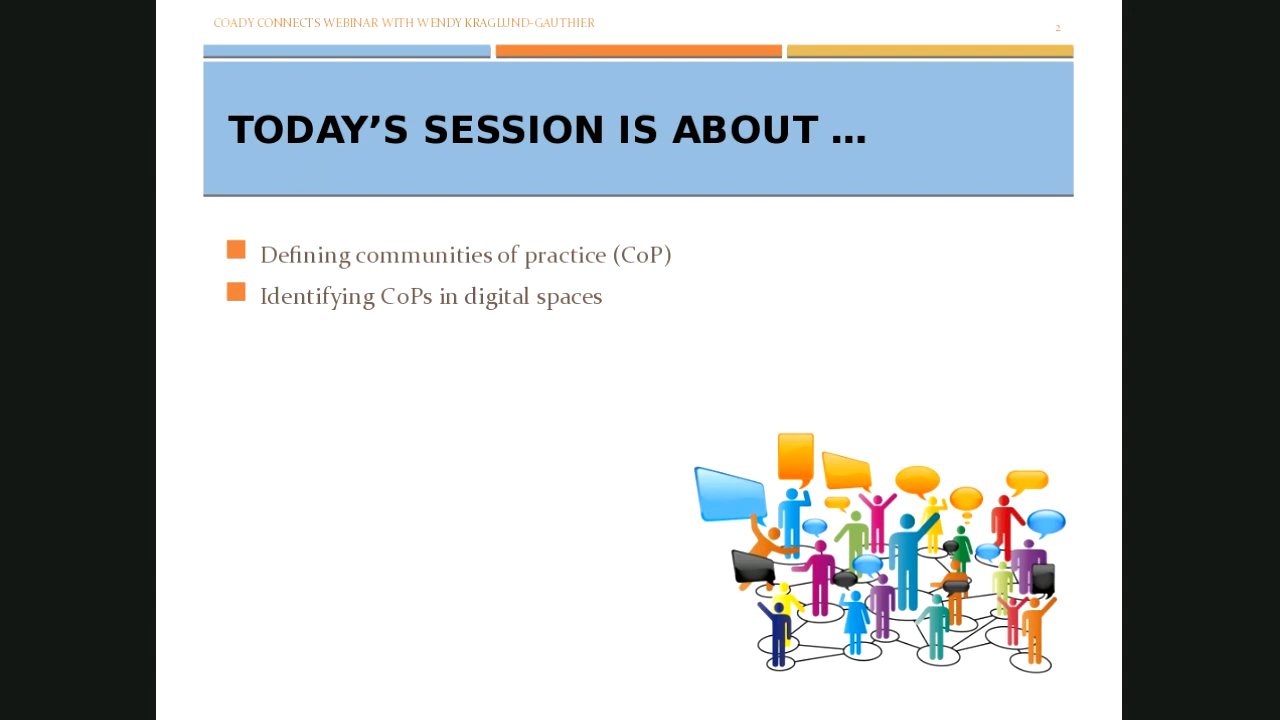 COADY CONNECTS WEBINAR WITH WENDY KRAGLUND-GAUTHIER
2
TODAY’S SESSION IS ABOUT …
Defining communities of practice (CoP)
Identifying CoPs in digital spaces